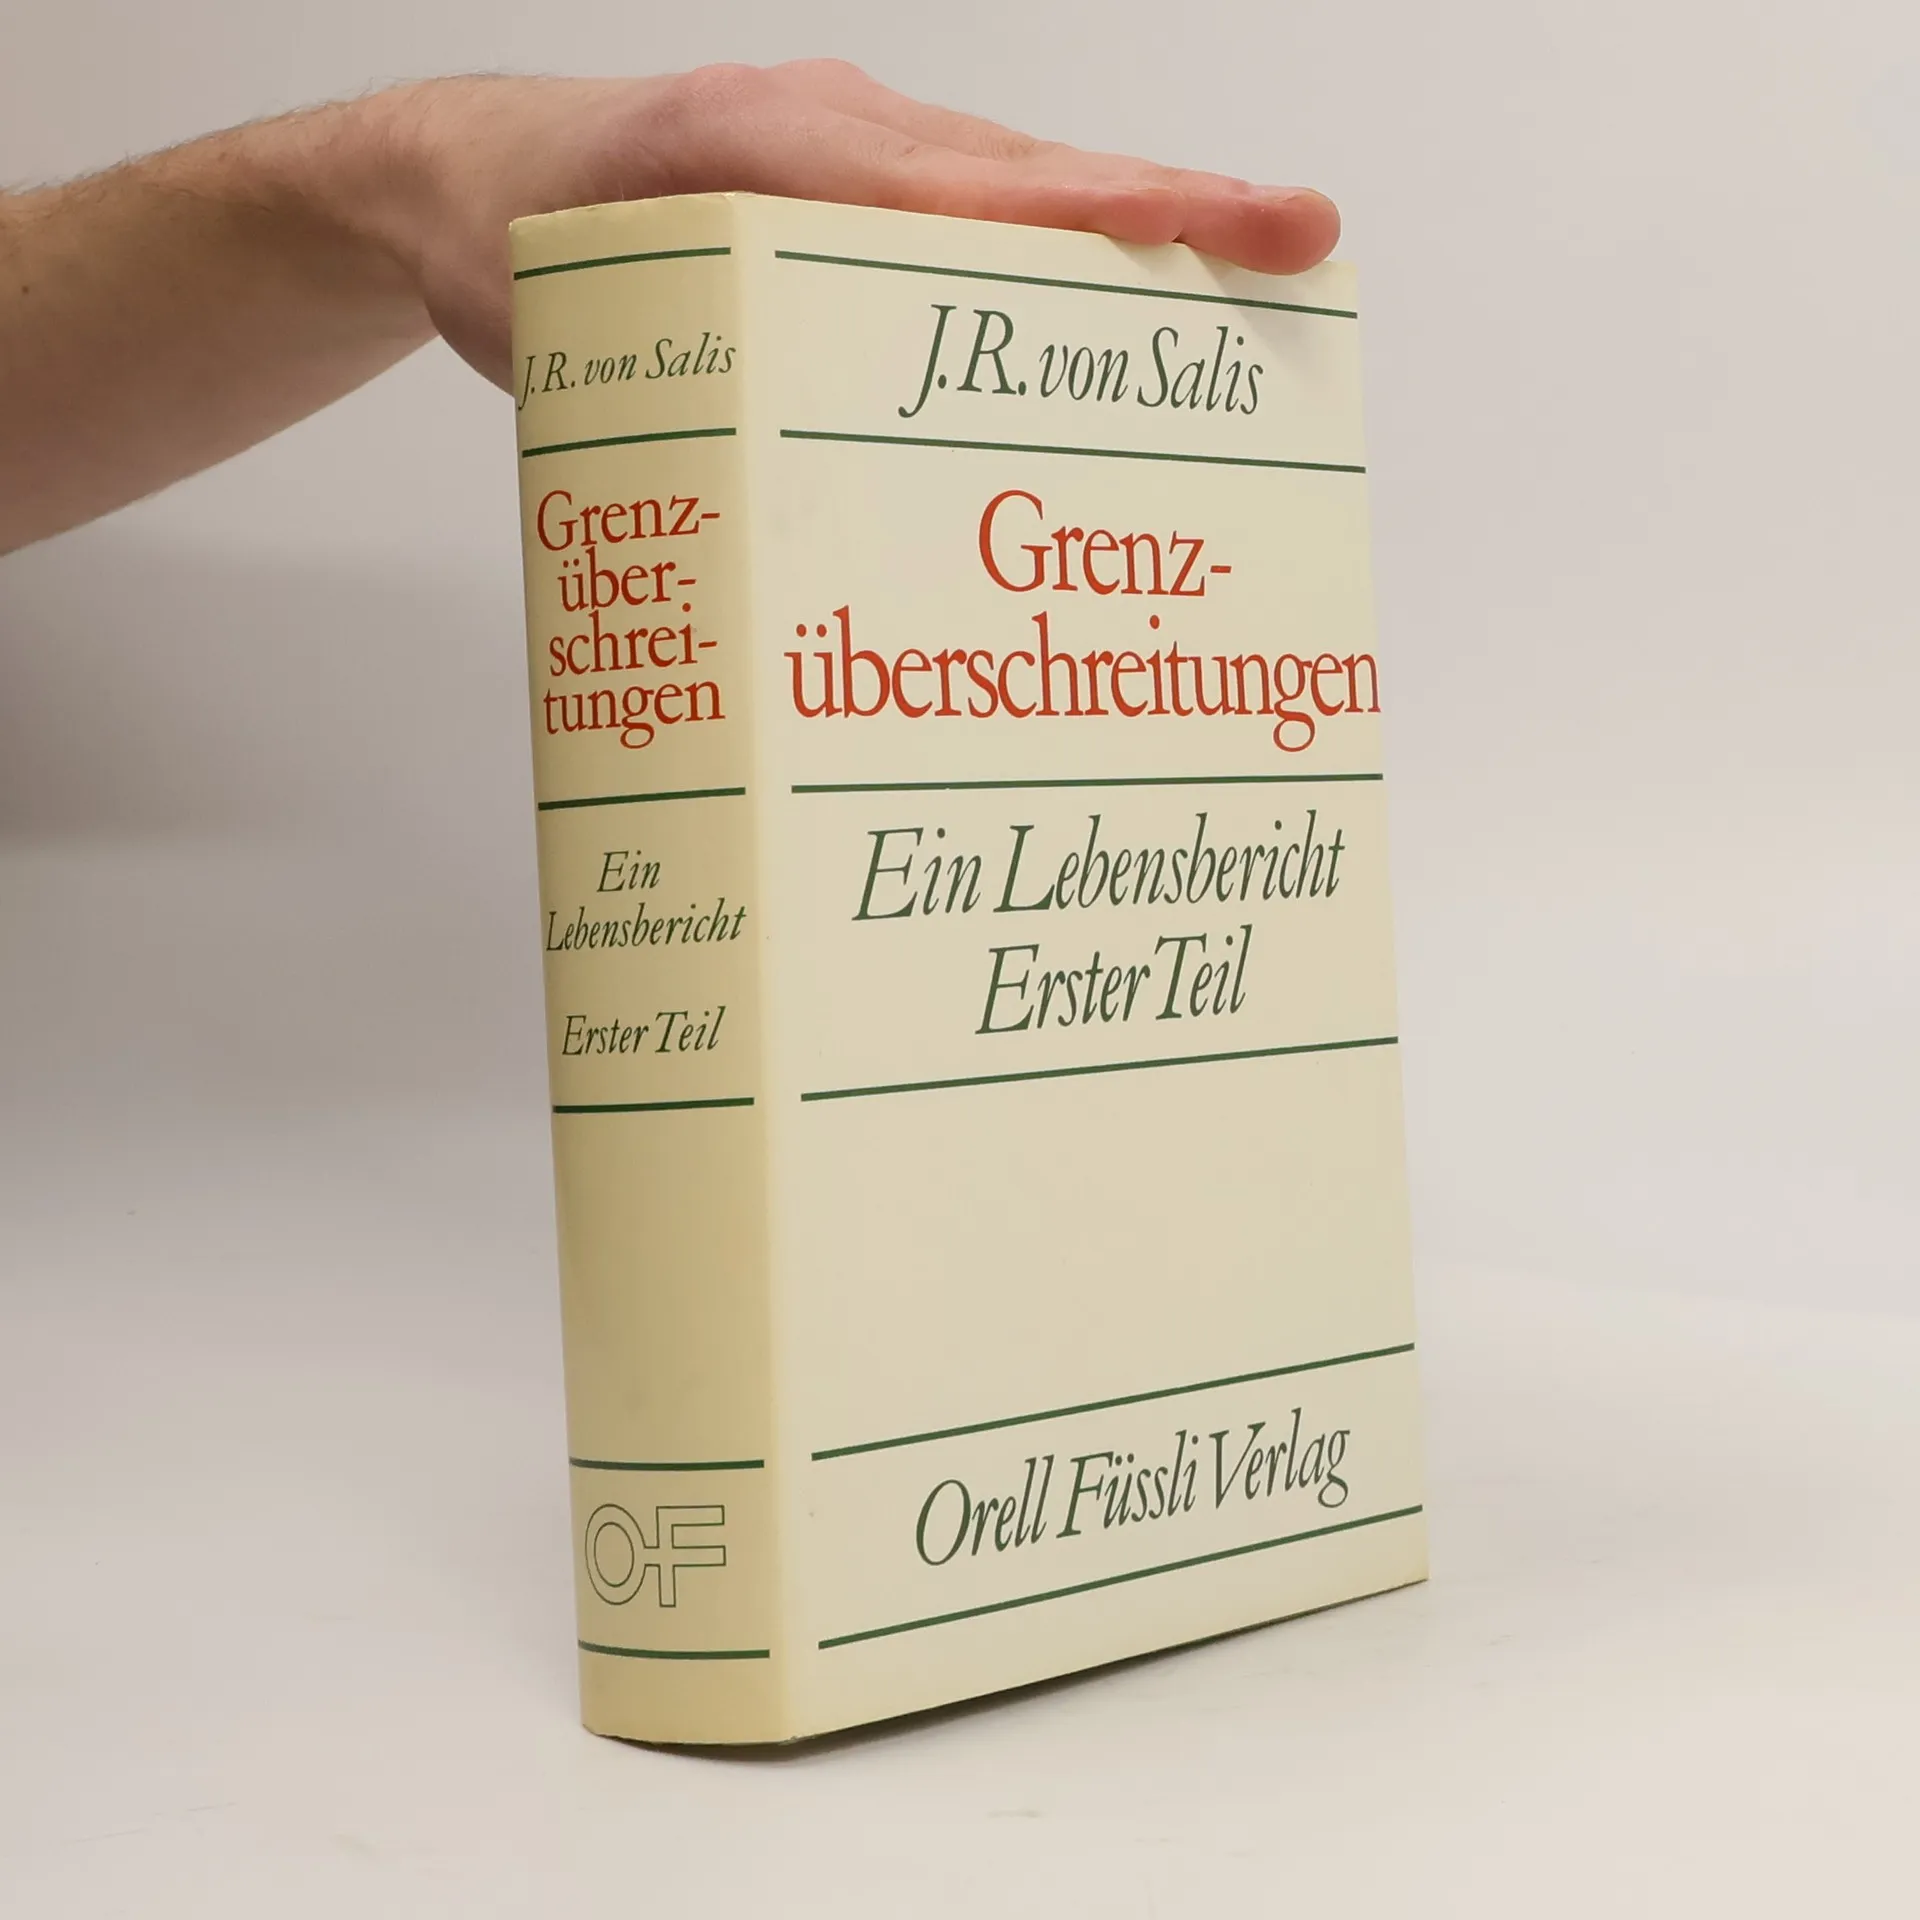 J. R. von Salis
Grenz-
über-
schrei-
tungen
Ein
Lebensbericht
Erster Teil
OF
J. R. von Salis
Grenz-
überschreitungen
Ein Lebensbericht
Erster Teil
Orell Füssli Verlag